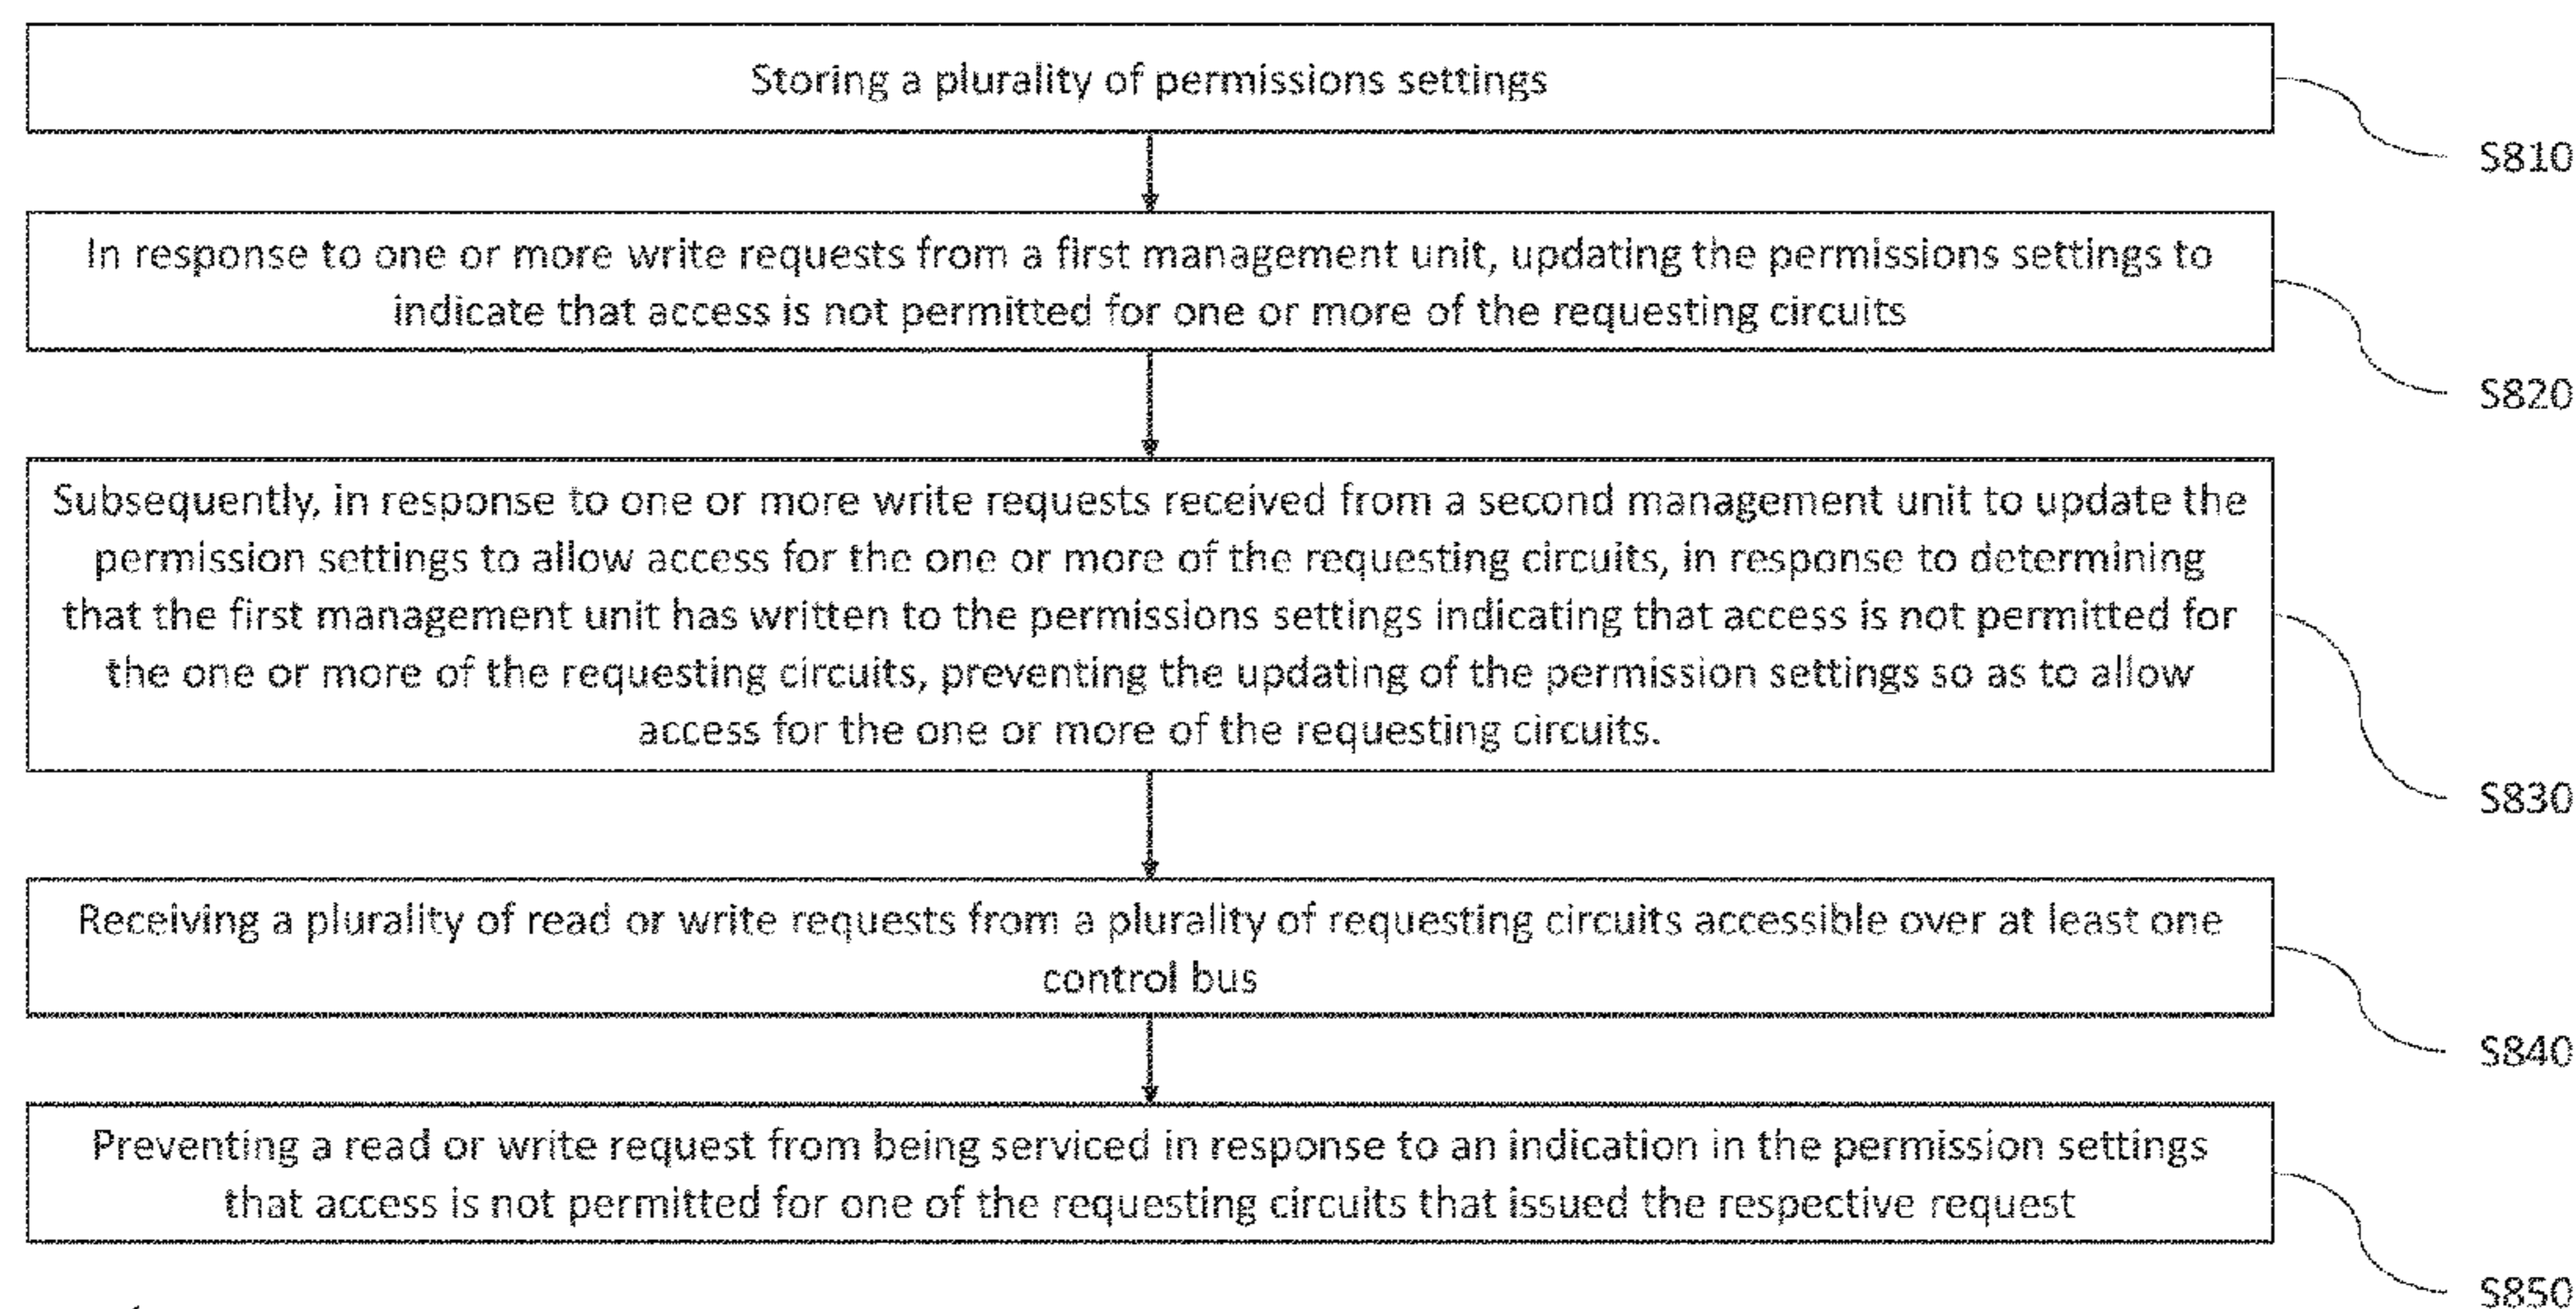 Storing a plurality of permissions settings
S810
In response to one or more write requests from a first management unit, updating the permissions settings to
indicate that access is not permitted for one or more of the requesting circuits
S820
Subsequently, in response to one or more write requests received from a second management unit to update the
permission settings to allow access for the one or more of the requesting circuits, in response to determining
that the first management unit has written to the permissions settings indicating that access is not permitted for
the one or more of the requesting circuits, preventing the updating of the permission settings so as to allow
access for the one or more of the requesting circuits.
S830
Receiving a plurality of read or write requests from a plurality of requesting circuits accessible over at least one
control bus
S840
Preventing a read or write request from being serviced in response to an indication in the permission settings
that access is not permitted for one of the requesting circuits that issued the respective request
S850